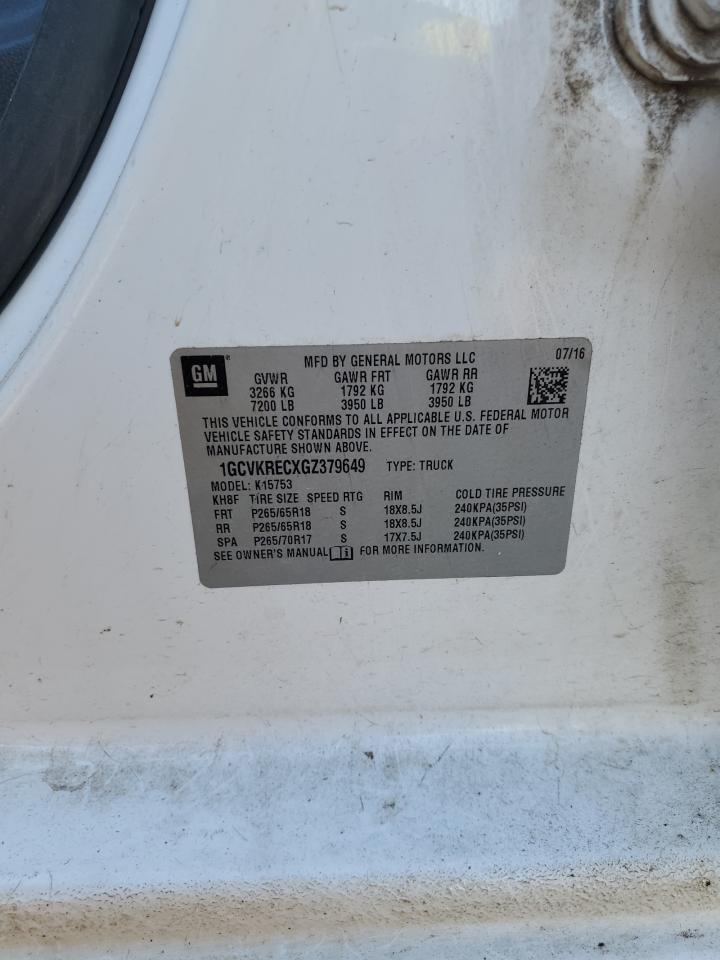 GM ® MFD BY GENERAL MOTORS LLC 07/16
GVWR GAWR FRT GAWR RR
3266 KG 1792 KG 1792 KG
7200 LB 3950 LB 3950 LB
THIS VEHICLE CONFORMS TO ALL APPLICABLE U.S. FEDERAL MOTOR
VEHICLE SAFETY STANDARDS IN EFFECT ON THE DATE OF
MANUFACTURE SHOWN ABOVE.
1GCVKRECXGZ379649 TYPE: TRUCK
MODEL: K15753
KH8F TIRE SIZE SPEED RTG RIM COLD TIRE PRESSURE
FRT P265/65R18 S 18X8.5J 240KPA(35PSI)
RR P265/65R18 S 18X8.5J 240KPA(35PSI)
SPA P265/70R17 S 17X7.5J 240KPA(35PSI)
SEE OWNER'S MANUAL i FOR MORE INFORMATION.